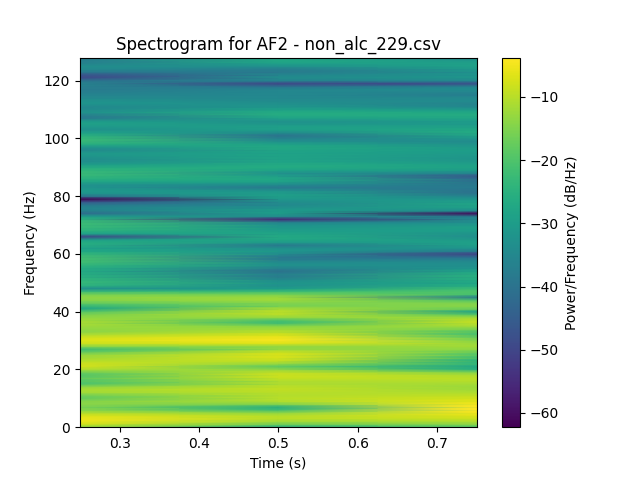 Spectrogram for AF2 - non_alc_229.csv
Frequency (Hz)
120
100
80
60
40
20
0
0.3 0.4 0.5 0.6 0.7
Time (s)
−10
−20
−30
−40
−50
−60
Power/Frequency (dB/Hz)